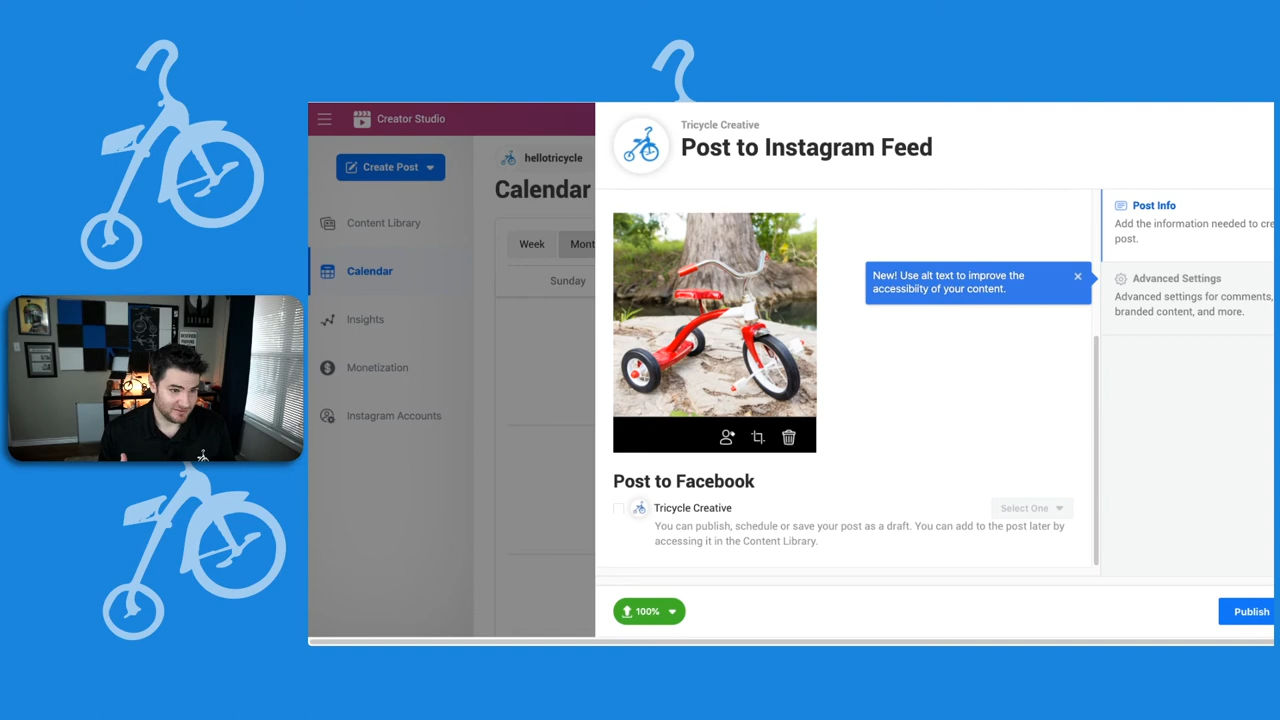 Creator Studio
Create Post
Content Library
Calendar
Insights
Monetization
Instagram Accounts
hellotricycle
Calendar
Week
Mont
Sunday
Tricycle Creative
Post to Instagram Feed
New! Use alt text to improve the
accessibiity of your content.
Post to Facebook
Tricycle Creative
Select One
You can publish, schedule or save your post as a draft. You can add to the post later by
accessing it in the Content Library.
100%
Post Info
Add the information needed to cre
post.
Advanced Settings
Advanced settings for comments,
branded content, and more.
Publish